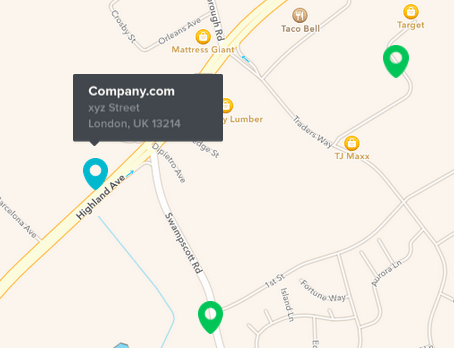 Crosby St
Orleans Ave
orough Rd
Taco Bell
Target
Mattress Giant
Company.com
xyz Street
London, UK 13214
y Lumber
Traders Way
TJ Maxx
Dipietro Ave
dge St
Highland Ave
arcelona Ave
Swampscott Rd
1st St
Island Ln
Fortune Way
Aurora Ln